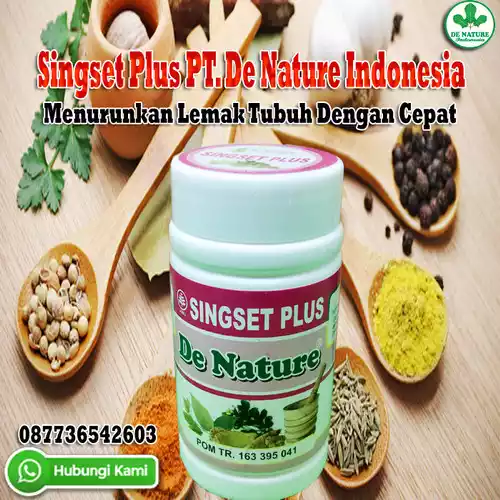 DE NATURE
Indonesia
Singset Plus PT. De Nature Indonesia
Menurunkan Lemak Tubuh Dengan Cepat
SINGSET PLUS
SINGSET PLUS
De Nature®
POM TR. 163 395 041
087736542603
Hubungi Kami